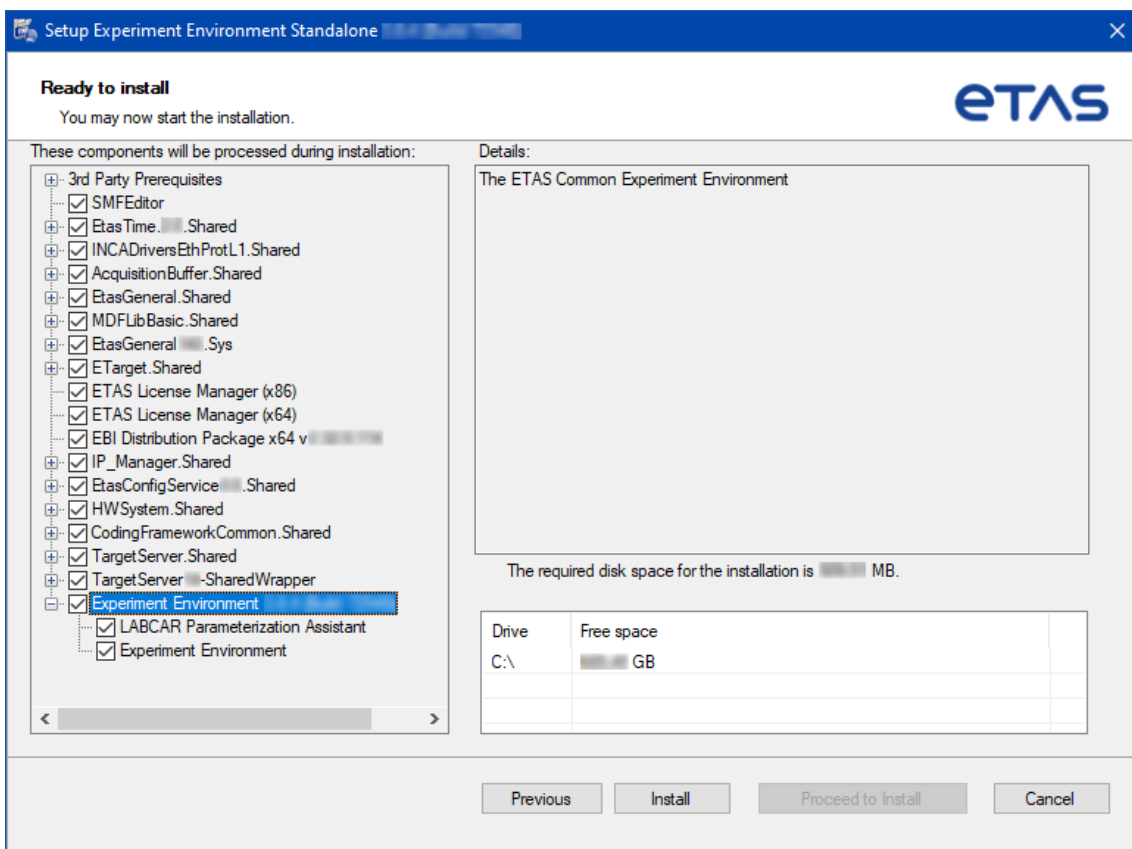 Setup Experiment Environment Standalone
Ready to install
You may now start the installation.
eTAS
These components will be processed during installation:
3rd Party Prerequisites
SMFEditor
EtasTime. .Shared
INCADriversEthProtL1.Shared
AcquisitionBuffer.Shared
EtasGeneral.Shared
MDFLibBasic.Shared
EtasGeneral .Sys
ETarget.Shared
ETAS License Manager (x86)
ETAS License Manager (x64)
EBI Distribution Package x64 v
IP_Manager.Shared
EtasConfigService .Shared
HWSystem.Shared
CodingFrameworkCommon.Shared
TargetServer.Shared
TargetServer -SharedWrapper
Experiment Environment
LABCAR Parameterization Assistant
Experiment Environment
Details:
The ETAS Common Experiment Environment
The required disk space for the installation is MB.
Drive Free space
C:\ GB
Previous Install Proceed to Install Cancel